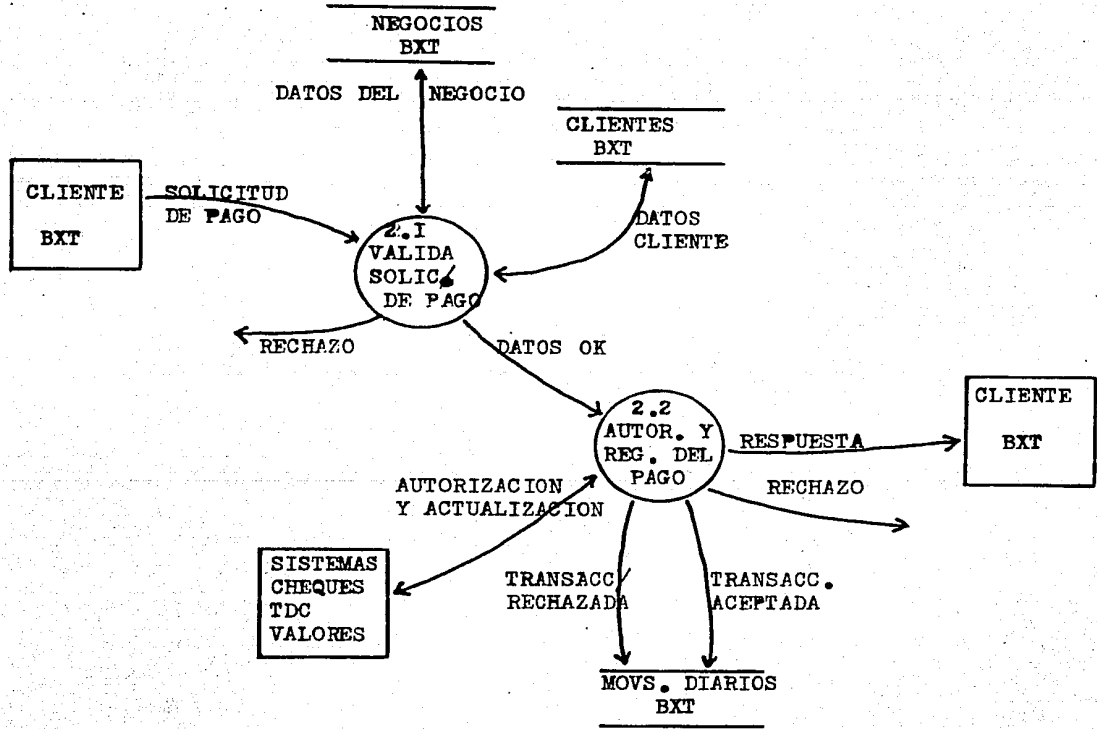 NEGOCIOS
BXT
DATOS DEL NEGOCIO
CLIENTES
BXT
CLIENTE
BXT
SOLICITUD
DE PAGO
DATOS
CLIENTE
2.I
VALIDA
SOLIC.
DE PAGO
RECHAZO
DATOS OK
2.2
AUTOR. Y
REG. DEL
PAGO
RESPUESTA
CLIENTE
BXT
RECHAZO
AUTORIZACION
Y ACTUALIZACION
SISTEMAS
CHEQUES
TDC
VALORES
TRANSACC.
RECHAZADA
TRANSACC.
ACEPTADA
MOVS. DIARIOS
BXT